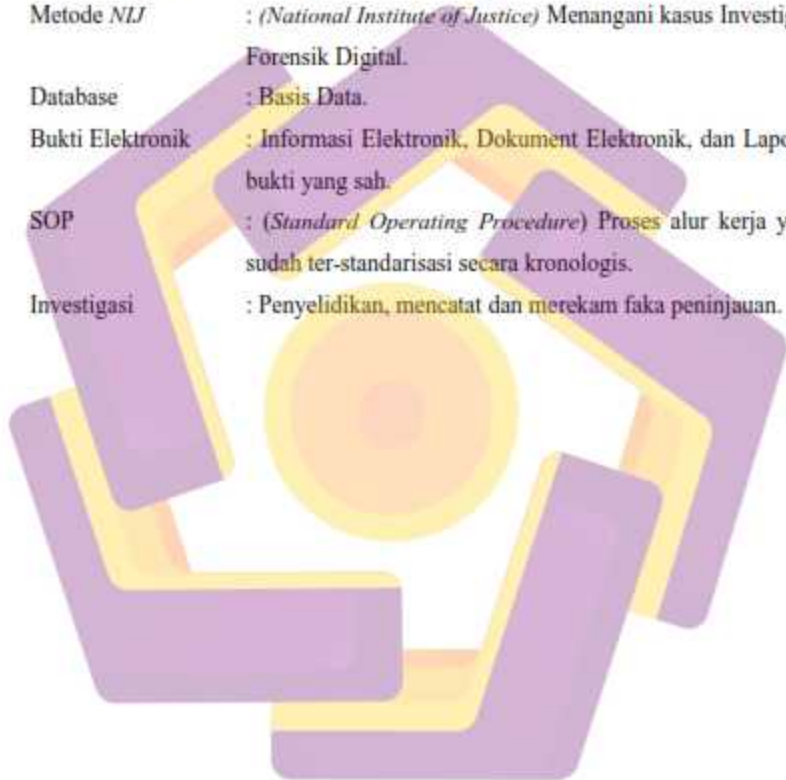 Metode NIJ : (National Institute of Justice) Menangani kasus Investig
Forensik Digital.
Database : Basis Data.
Bukti Elektronik : Informasi Elektronik, Dokument Elektronik, dan Lapo
bukti yang sah.
SOP : (Standard Operating Procedure) Proses alur kerja y
sudah ter-standarisasi secara kronologis.
Investigasi : Penyelidikan, mencatat dan merekam faka peninjauan.